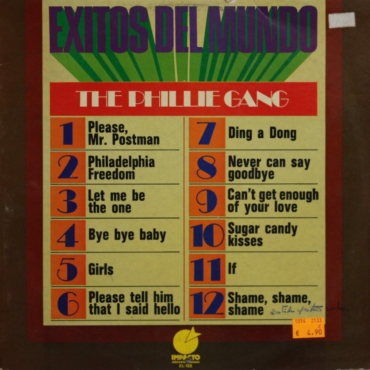 EXITOS DEL MUNDO
THE PHILLIE GANG
1 Please,
Mr. Postman
2 Philadelphia
Freedom
3 Let me be
the one
4 Bye bye baby
5 Girls
6 Please tell him
that I said hello
7 Ding a Dong
8 Never can say
goodbye
9 Can't get enough
of your love
10 Sugar candy
kisses
11 If
12 Shame, shame,
shame
€ 4,90
IMPACTO